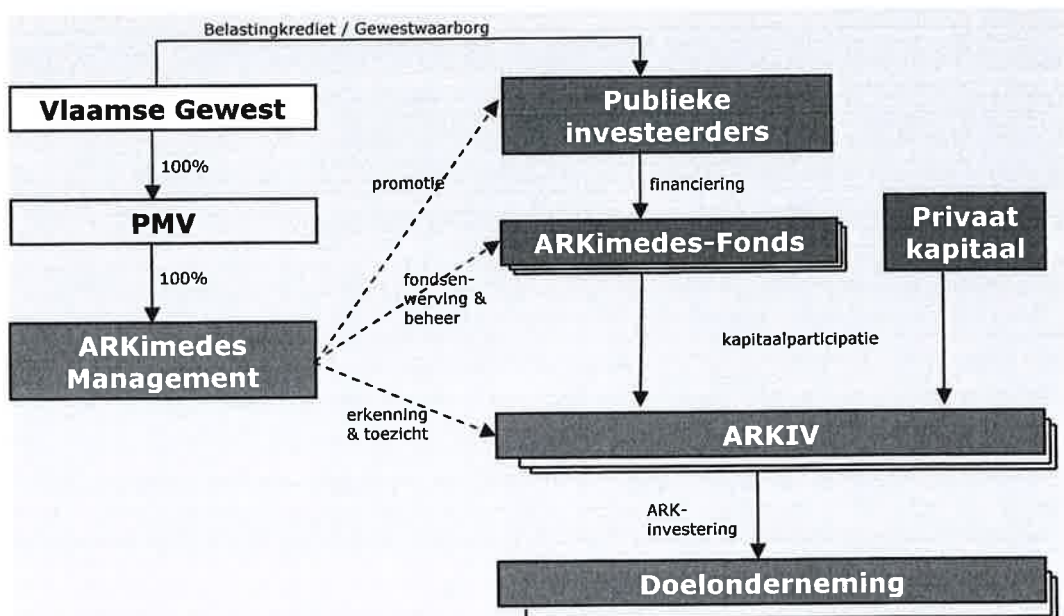 Belastingkrediet / Gewestwaarborg
Vlaamse Gewest
Publieke
investeerders
100%
promotie
financiering
PMV
ARKimedes-Fonds
Privaat
kapitaal
100%
fondsen-
werving &
beheer
ARKimedes
Management
kapitaalparticipatie
erkenning
& toezicht
ARKIV
ARK-
investering
Doelonderneming